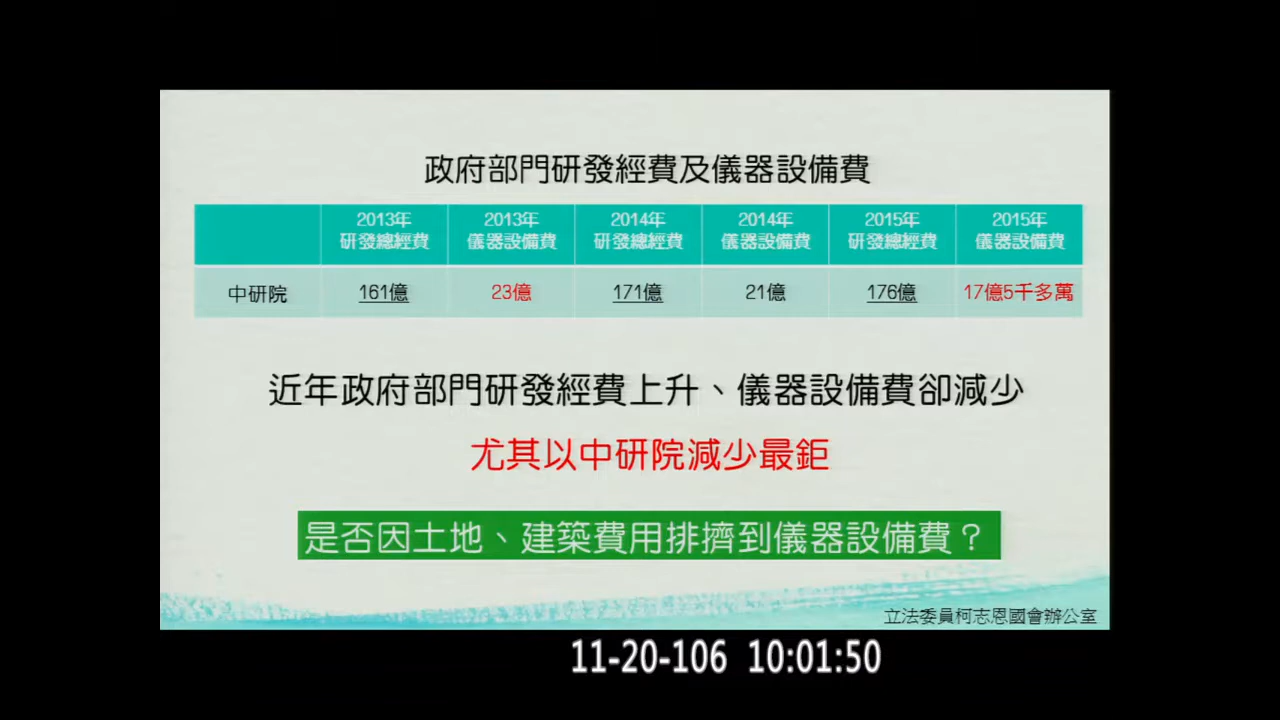 政府部門研發經費及儀器設備費
2013年 2013年 2014年 2014年 2015年 2015年
研發總經費 儀器設備費 研發總經費 儀器設備費 研發總經費 儀器設備費
中研院 161億 23億 171億 21億 176億 17億5千多萬
近年政府部門研發經費上升、儀器設備費卻減少
尤其以中研院減少最鉅
是否因土地、建築費用排擠到儀器設備費？
立法委員柯志恩國會辦公室
11-20-106 10:01:50